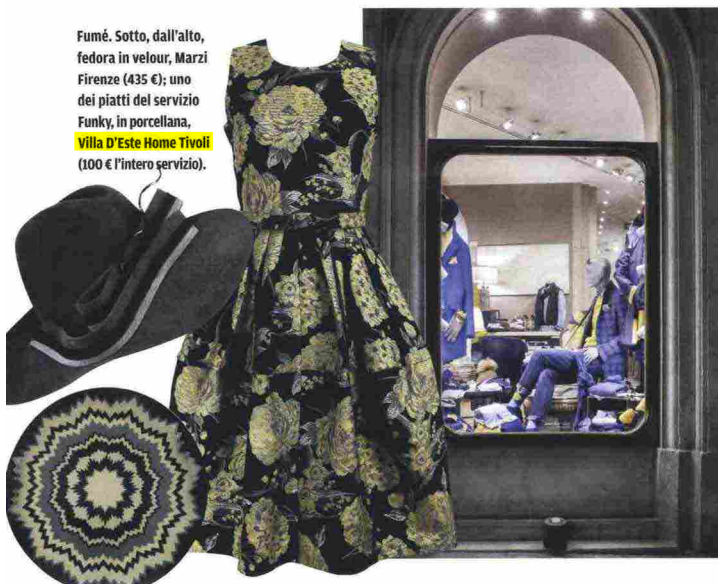 Fumé. Sotto, dall'alto,
fedora in velour, Marzi
Firenze (435 €); uno
dei piatti del servizio
Funky, in porcellana,
Villa D'Este Home Tivoli
(100 € l'intero servizio).